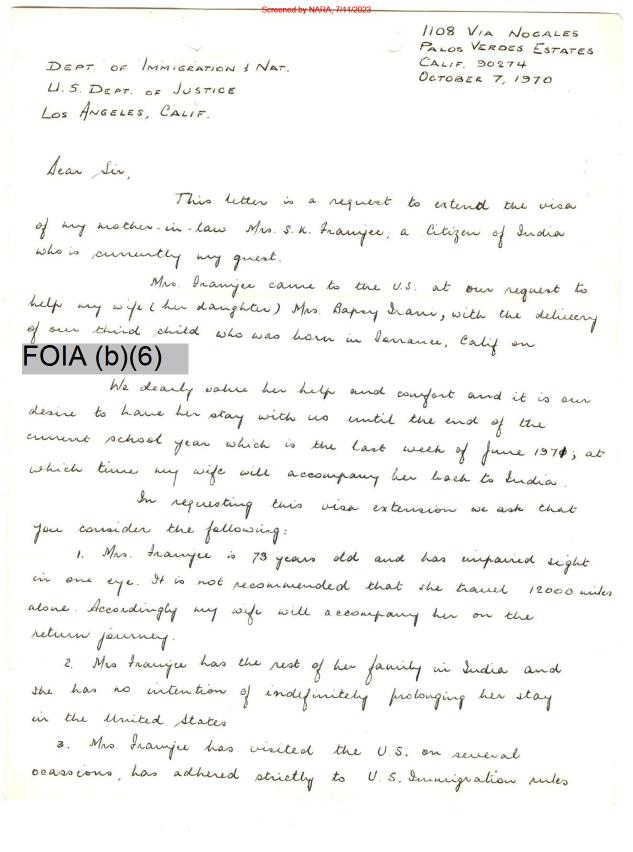 Screened by NARA, 7/11/2023
1108 VIA NOGALES
PALOS VERDES ESTATES
CALIF. 90274
OCTOBER 7, 1970
DEPT. OF IMMIGRATION & NAT.
U.S. DEPT. OF JUSTICE
LOS ANGELES, CALIF.
Dear Sir,
This letter is a request to extend the visa
of my mother-in-law Mrs. S.K. Framjee, a Citizen of India
who is currently my guest.
Mrs. Framjee came to the U.S. at our request to
help my wife (her daughter) Mrs. Bapsy Irani, with the delivery
of our third child who was born in Torrance, Calif on
FOIA (b)(6)
We dearly value her help and comfort and it is our
desire to have her stay with us until the end of the
current school year which is the last week of June 1971; at
which time my wife will accompany her back to India.
In requesting this visa extension we ask that
you consider the following:
1. Mrs. Framjee is 73 years old and has impaired sight
in one eye. It is not recommended that she travel 12000 miles
alone. Accordingly my wife will accompany her on the
return journey.
2. Mrs Framjee has the rest of her family in India and
she has no intention of indefinitely prolonging her stay
in the United States
3. Mrs. Framjee has visited the U.S. on several
ocassions, has adhered strictly to U.S. Immigration rules